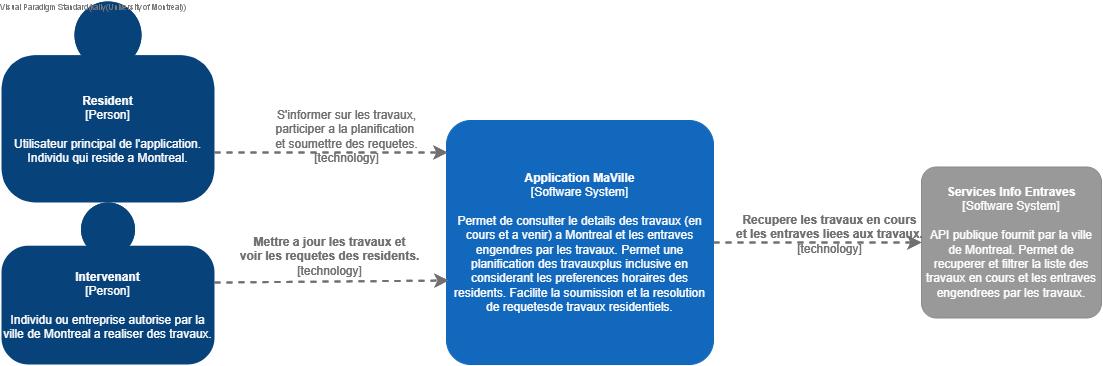 Visual Paradigm Standard(kally(University of Montreal))
Resident
[Person]
Utilisateur principal de l'application.
Individu qui reside a Montreal.
S'informer sur les travaux,
participer a la planification
et soumettre des requetes.
[technology]
Intervenant
[Person]
Individu ou entreprise autorise par la
ville de Montreal a realiser des travaux.
Mettre a jour les travaux et
voir les requetes des residents.
[technology]
Application MaVille
[Software System]
Permet de consulter le details des travaux (en
cours et a venir) a Montreal et les entraves
engendres par les travaux. Permet une
planification des travauxplus inclusive en
considerant les preferences horaires des
residents. Facilite la soumission et la resolution
de requetesde travaux residentiels.
Recupere les travaux en cours
et les entraves liees aux travaux.
[technology]
Services Info Entraves
[Software System]
API publique fournit par la ville
de Montreal. Permet de
recuperer et filtrer la liste des
travaux en cours et les entraves
engendrees par les travaux.